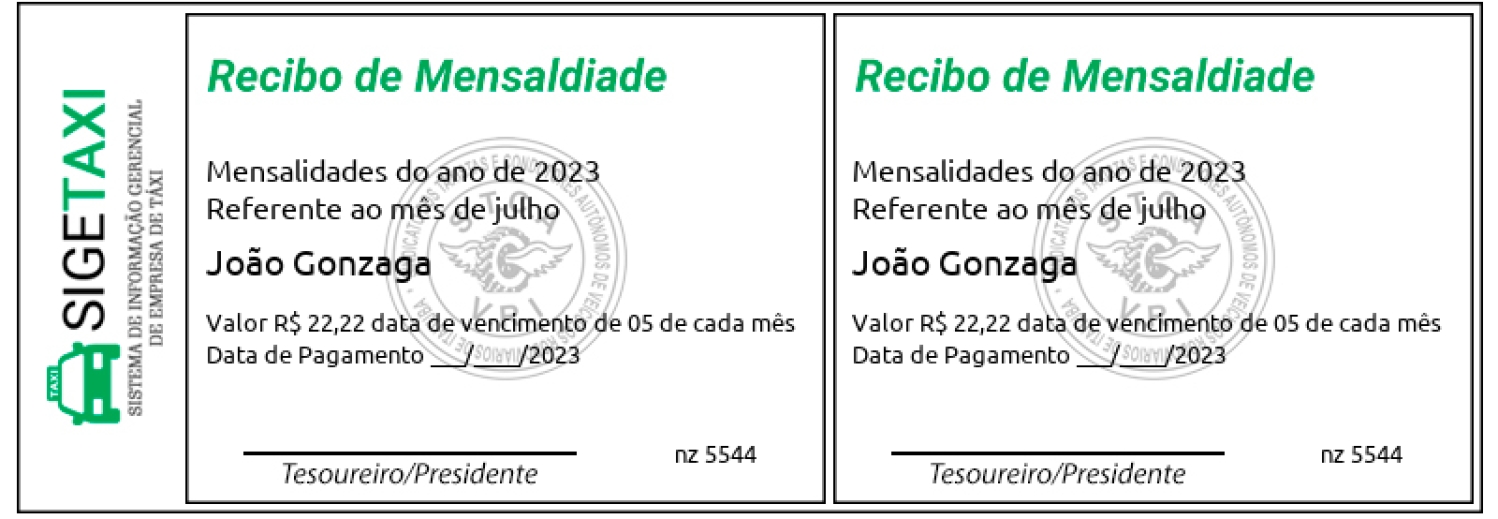 SIGETAXI
SISTEMA DE INFORMAÇÃO GERENCIAL
DE EMPRESA DE TÁXI
TAXI
Recibo de Mensaldiade
Mensalidades do ano de 2023
Referente ao mês de julho
João Gonzaga
Valor R$ 22,22 data de vencimento de 05 de cada mês
Data de Pagamento ___/____/2023
Tesoureiro/Presidente
nz 5544
Recibo de Mensaldiade
Mensalidades do ano de 2023
Referente ao mês de julho
João Gonzaga
Valor R$ 22,22 data de vencimento de 05 de cada mês
Data de Pagamento ___/____/2023
Tesoureiro/Presidente
nz 5544